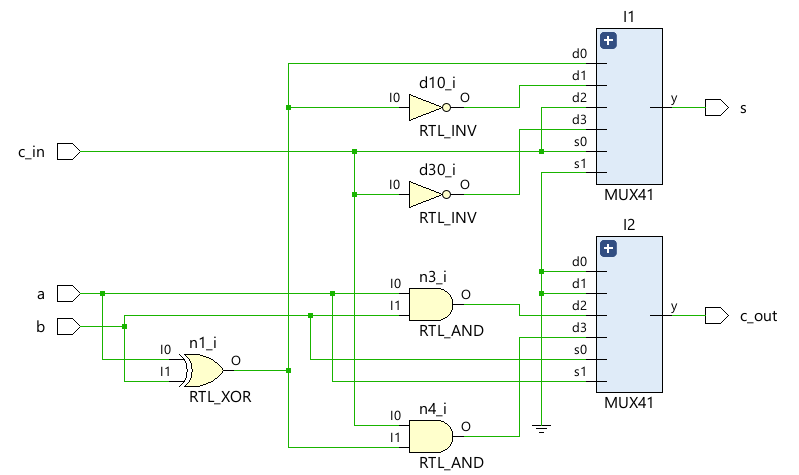 I1
d0
d10_i
d1
I0
O
d2
y
s
RTL_INV
d3
c_in
s0
d30_i
s1
I0
O
MUX41
RTL_INV
I2
n3_i
d0
a
I0
O
d1
I1
d2
y
c_out
b
RTL_AND
d3
n1_i
I0
O
s0
I1
s1
RTL_XOR
n4_i
MUX41
I0
O
I1
RTL_AND